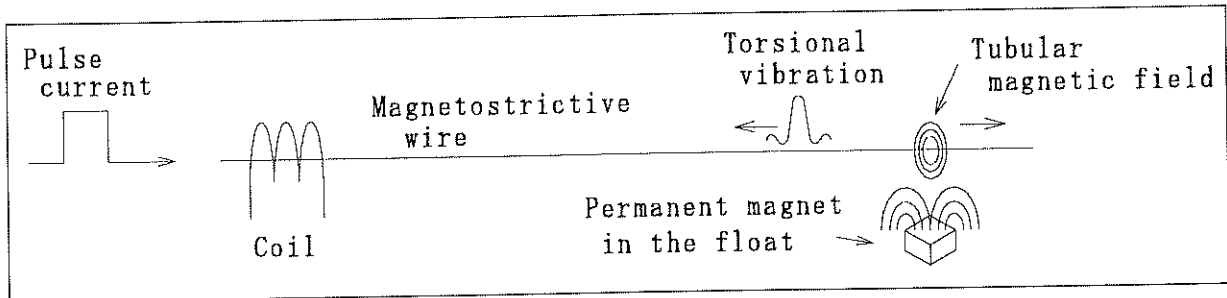 Pulse
current
Magnetostrictive
wire
Coil
Torsional
vibration
Tubular
magnetic field
Permanent magnet
in the float